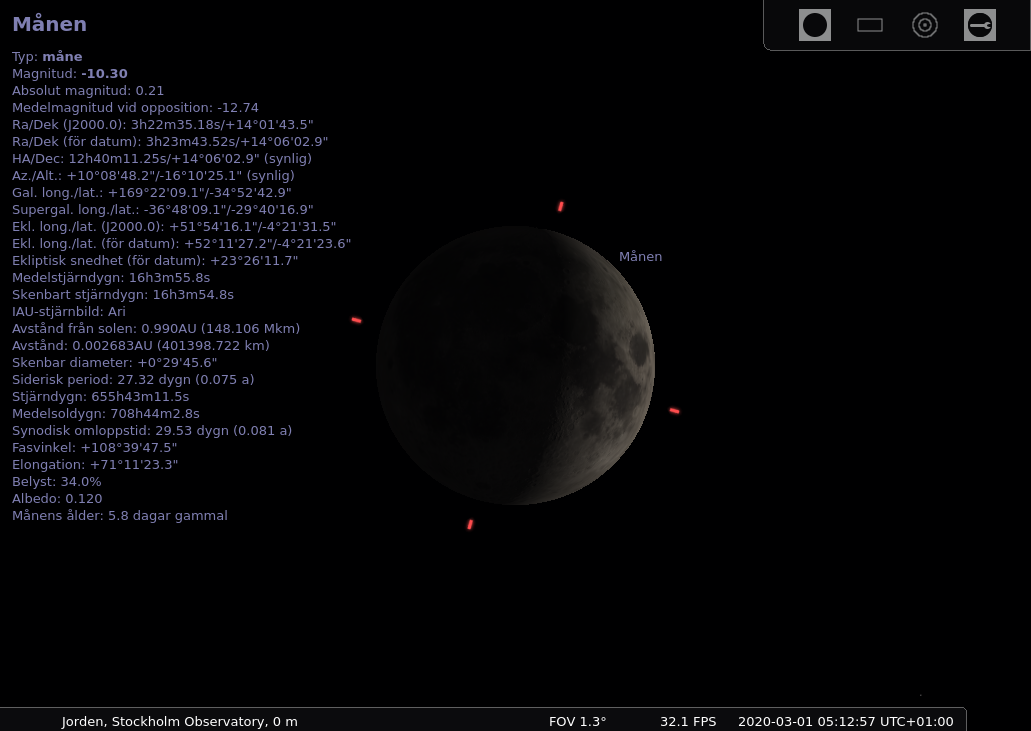 Månen
Typ: måne
Magnitud: -10.30
Absolut magnitud: 0.21
Medelmagnitud vid opposition: -12.74
Ra/Dek (J2000.0): 3h22m35.18s/+14°01'43.5"
Ra/Dek (för datum): 3h23m43.52s/+14°06'02.9"
HA/Dec: 12h40m11.25s/+14°06'02.9" (synlig)
Az./Alt.: +10°08'48.2"/-16°10'25.1" (synlig)
Gal. long./lat.: +169°22'09.1"/-34°52'42.9"
Supergal. long./lat.: -36°48'09.1"/-29°40'16.9"
Ekl. long./lat. (J2000.0): +51°54'16.1"/-4°21'31.5"
Ekl. long./lat. (för datum): +52°11'27.2"/-4°21'23.6"
Ekliptisk snedhet (för datum): +23°26'11.7"
Medelstjärndygn: 16h3m55.8s
Skenbart stjärndygn: 16h3m54.8s
IAU-stjärnbild: Ari
Avstånd från solen: 0.990AU (148.106 Mkm)
Avstånd: 0.002683AU (401398.722 km)
Skenbar diameter: +0°29'45.6"
Siderisk period: 27.32 dygn (0.075 a)
Stjärndygn: 655h43m11.5s
Medelsoldygn: 708h44m2.8s
Synodisk omloppstid: 29.53 dygn (0.081 a)
Fasvinkel: +108°39'47.5"
Elongation: +71°11'23.3"
Belyst: 34.0%
Albedo: 0.120
Månens ålder: 5.8 dagar gammal
Månen
Jorden, Stockholm Observatory, 0 m FOV 1.3° 32.1 FPS 2020-03-01 05:12:57 UTC+01:00